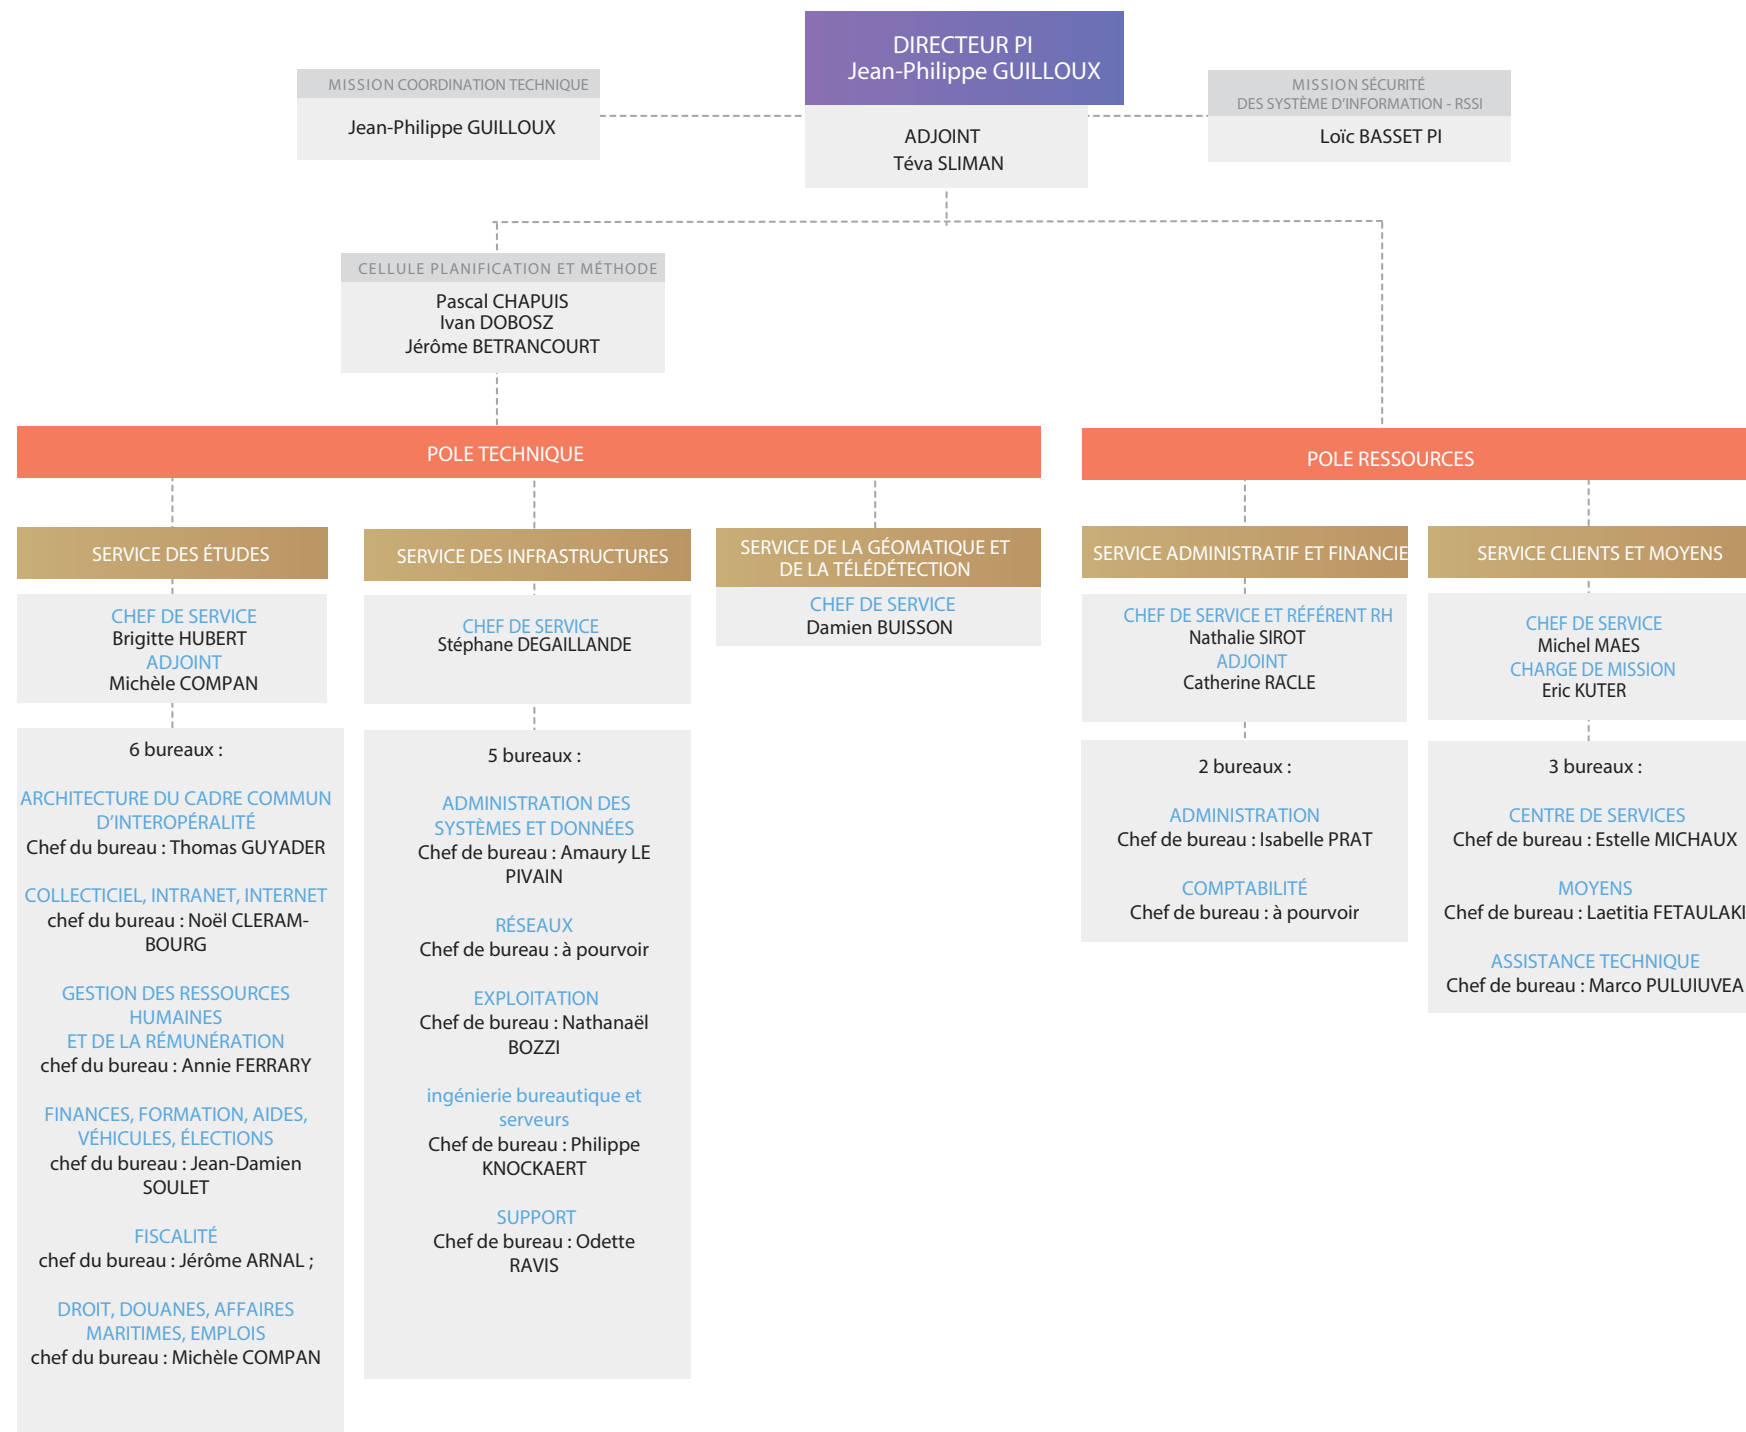 DIRECTEUR PI
Jean-Philippe GUILLOUX
ADJOINT
Téva SLIMAN
MISSION COORDINATION TECHNIQUE
Jean-Philippe GUILLOUX
MISSION SÉCURITÉ
DES SYSTÈME D'INFORMATION - RSSI
Loïc BASSET PI
CELLULE PLANIFICATION ET MÉTHODE
Pascal CHAPUIS
Ivan DOBOSZ
Jérôme BETRANCOURT
POLE TECHNIQUE
SERVICE DES ÉTUDES
CHEF DE SERVICE
Brigitte HUBERT
ADJOINT
Michèle COMPAN
6 bureaux :
ARCHITECTURE DU CADRE COMMUN
D'INTEROPÉRALITÉ
Chef du bureau : Thomas GUYADER
COLLECTICIEL, INTRANET, INTERNET
chef du bureau : Noël CLERAM-
BOURG
GESTION DES RESSOURCES
HUMAINES
ET DE LA RÉMUNÉRATION
chef du bureau : Annie FERRARY
FINANCES, FORMATION, AIDES,
VÉHICULES, ÉLECTIONS
chef du bureau : Jean-Damien
SOULET
FISCALITÉ
chef du bureau : Jérôme ARNAL ;
DROIT, DOUANES, AFFAIRES
MARITIMES, EMPLOIS
chef du bureau : Michèle COMPAN
SERVICE DES INFRASTRUCTURES
CHEF DE SERVICE
Stéphane DEGAILLANDE
5 bureaux :
ADMINISTRATION DES
SYSTÈMES ET DONNÉES
Chef de bureau : Amaury LE
PIVAIN
RÉSEAUX
Chef de bureau : à pourvoir
EXPLOITATION
Chef de bureau : Nathanaël
BOZZI
ingénierie bureautique et
serveurs
Chef de bureau : Philippe
KNOCKAERT
SUPPORT
Chef de bureau : Odette
RAVIS
SERVICE DE LA GÉOMATIQUE ET
DE LA TÉLÉDÉTECTION
CHEF DE SERVICE
Damien BUISSON
POLE RESSOURCES
SERVICE ADMINISTRATIF ET FINANCIE
CHEF DE SERVICE ET RÉFÉRENT RH
Nathalie SIROT
ADJOINT
Catherine RACLE
2 bureaux :
ADMINISTRATION
Chef de bureau : Isabelle PRAT
COMPTABILITÉ
Chef de bureau : à pourvoir
SERVICE CLIENTS ET MOYENS
CHEF DE SERVICE
Michel MAES
CHARGE DE MISSION
Eric KUTER
3 bureaux :
CENTRE DE SERVICES
Chef de bureau : Estelle MICHAUX
MOYENS
Chef de bureau : Laetitia FETAULAKI
ASSISTANCE TECHNIQUE
Chef de bureau : Marco PULUIUVEA